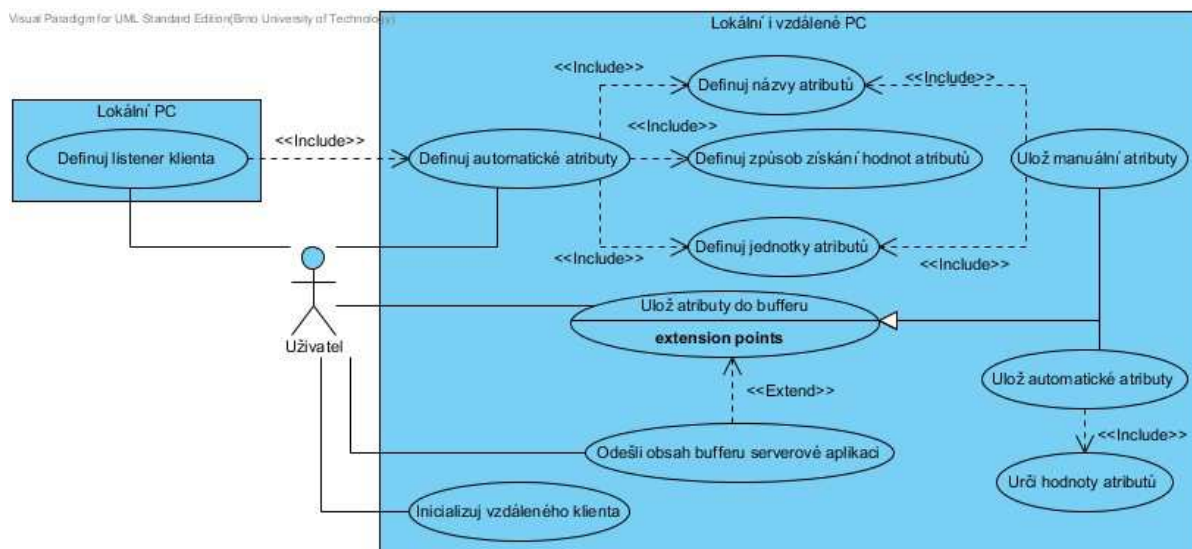 Visual Paradigm for UML Standard Edition(Brno University of Technology)
Lokální i vzdálené PC
<<Include>>
Definuj názvy atributů
<<Include>>
Lokální PC
Definuj listener klienta
<<Include>>
Definuj automatické atributy
<<Include>>
Definuj způsob získání hodnot atributů
Ulož manuální atributy
Definuj jednotky atributů
<<Include>>
<<Include>>
Uživatel
Ulož atributy do bufferu
extension points
Ulož automatické atributy
<<Extend>>
<<Include>>
Odešli obsah bufferu serverové aplikaci
Urči hodnoty atributů
Inicializuj vzdáleného klienta